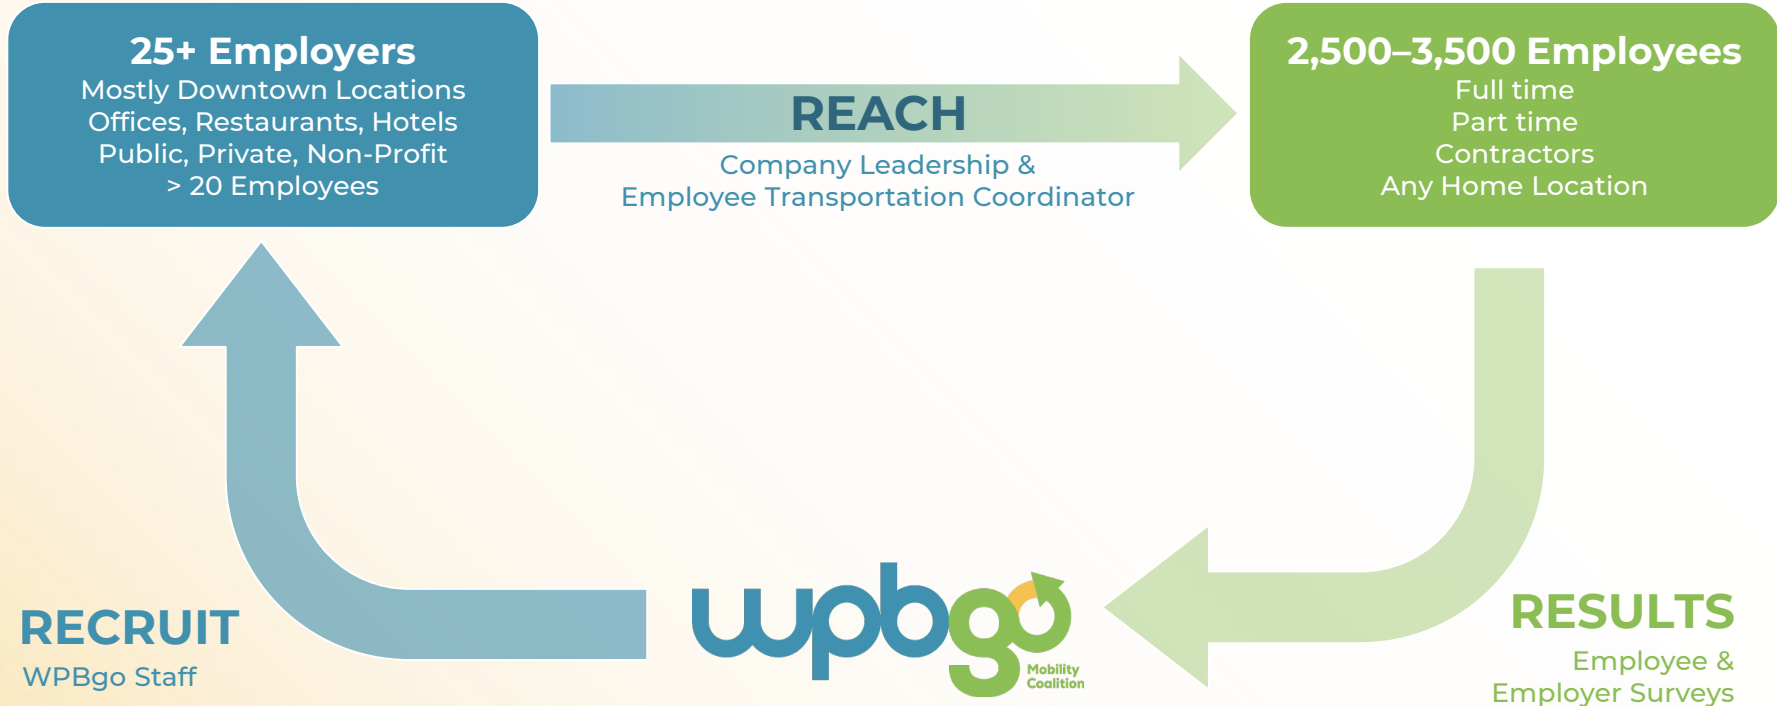 25+ Employers
Mostly Downtown Locations
Offices, Restaurants, Hotels
Public, Private, Non-Profit
> 20 Employees
REACH
Company Leadership &
Employee Transportation Coordinator
2,500–3,500 Employees
Full time
Part time
Contractors
Any Home Location
RECRUIT
WPBgo Staff
wpbgo
Mobility
Coalition
RESULTS
Employee &
Employer Surveys